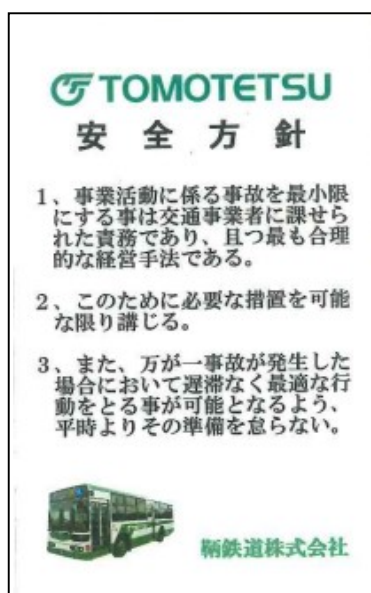 TOMOTETSU
安全方針
1、事業活動に係る事故を最小限
にする事は交通事業者に課せら
れた責務であり、且つ最も合理
的な経営手法である。
2、このために必要な措置を可能
な限り講じる。
3、また、万が一事故が発生した
場合において遅滞なく最適な行
動をとる事が可能となるよう、
平時よりその準備を怠らない。
鞆鉄道株式会社